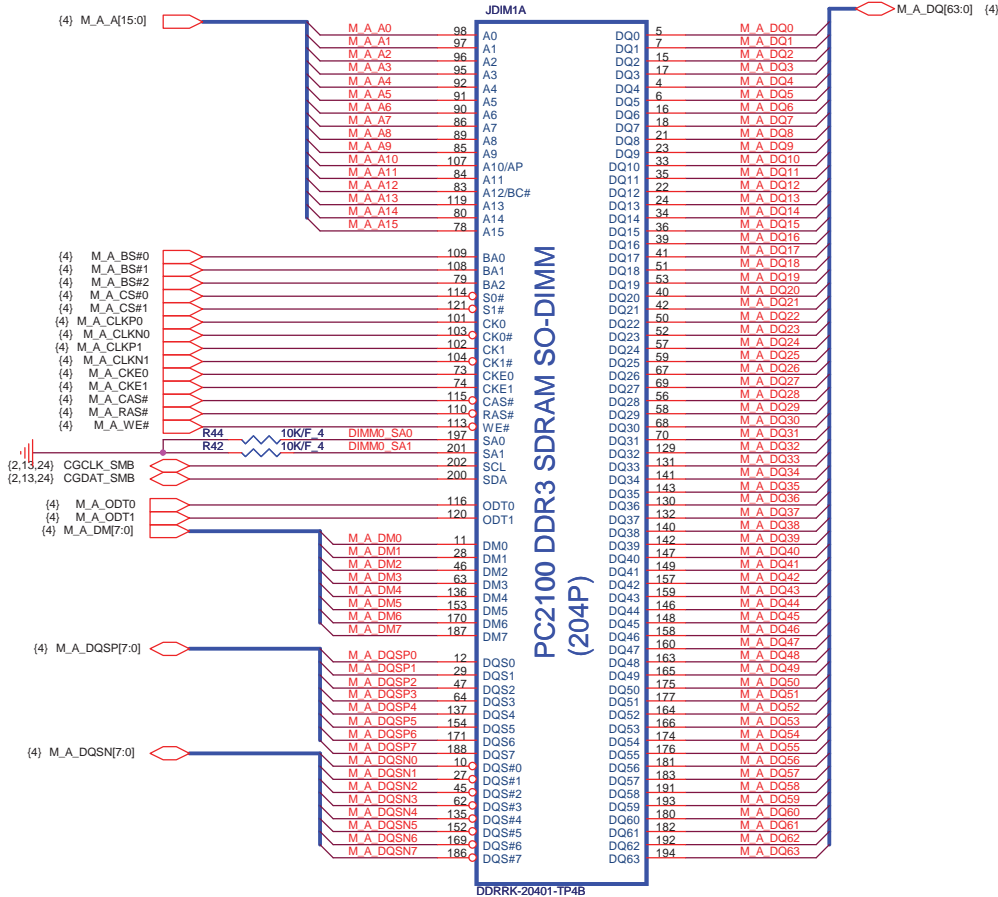 JDIM1A
{4} M_A_A[15:0]
M_A_DQ[63:0] {4}
M_A_A0 98 A0 DQ0 5 M_A_DQ0
M_A_A1 97 A1 DQ1 7 M_A_DQ1
M_A_A2 96 A2 DQ2 15 M_A_DQ2
M_A_A3 95 A3 DQ3 17 M_A_DQ3
M_A_A4 92 A4 DQ4 4 M_A_DQ4
M_A_A5 91 A5 DQ5 6 M_A_DQ5
M_A_A6 90 A6 DQ6 16 M_A_DQ6
M_A_A7 86 A7 DQ7 18 M_A_DQ7
M_A_A8 89 A8 DQ8 21 M_A_DQ8
M_A_A9 85 A9 DQ9 23 M_A_DQ9
M_A_A10 107 A10/AP DQ10 33 M_A_DQ10
M_A_A11 84 A11 DQ11 35 M_A_DQ11
M_A_A12 83 A12/BC# DQ12 22 M_A_DQ12
M_A_A13 119 A13 DQ13 24 M_A_DQ13
M_A_A14 80 A14 DQ14 34 M_A_DQ14
M_A_A15 78 A15 DQ15 36 M_A_DQ15
DQ16 39 M_A_DQ16
{4} M_A_BS#0 109 BA0 DQ17 41 M_A_DQ17
{4} M_A_BS#1 108 BA1 DQ18 51 M_A_DQ18
{4} M_A_BS#2 79 BA2 DQ19 53 M_A_DQ19
{4} M_A_CS#0 114 S0# DQ20 40 M_A_DQ20
{4} M_A_CS#1 121 S1# DQ21 42 M_A_DQ21
{4} M_A_CLKP0 101 CK0 DQ22 50 M_A_DQ22
{4} M_A_CLKN0 103 CK0# DQ23 52 M_A_DQ23
{4} M_A_CLKP1 102 CK1 DQ24 57 M_A_DQ24
{4} M_A_CLKN1 104 CK1# DQ25 59 M_A_DQ25
{4} M_A_CKE0 73 CKE0 DQ26 67 M_A_DQ26
{4} M_A_CKE1 74 CKE1 DQ27 69 M_A_DQ27
{4} M_A_CAS# 115 CAS# DQ28 56 M_A_DQ28
{4} M_A_RAS# 110 RAS# DQ29 58 M_A_DQ29
{4} M_A_WE# 113 WE# DQ30 68 M_A_DQ30
R44 10K/F_4 DIMM0_SA0 197 SA0 DQ31 70 M_A_DQ31
R42 10K/F_4 DIMM0_SA1 201 SA1 DQ32 129 M_A_DQ32
{2,13,24} CGCLK_SMB 202 SCL DQ33 131 M_A_DQ33
{2,13,24} CGDAT_SMB 200 SDA DQ34 141 M_A_DQ34
DQ35 143 M_A_DQ35
{4} M_A_ODT0 116 ODT0 DQ36 130 M_A_DQ36
{4} M_A_ODT1 120 ODT1 DQ37 132 M_A_DQ37
{4} M_A_DM[7:0] DQ38 140 M_A_DQ38
M_A_DM0 11 DM0 DQ39 142 M_A_DQ39
M_A_DM1 28 DM1 DQ40 147 M_A_DQ40
M_A_DM2 46 DM2 DQ41 149 M_A_DQ41
M_A_DM3 63 DM3 DQ42 157 M_A_DQ42
M_A_DM4 136 DM4 DQ43 159 M_A_DQ43
M_A_DM5 153 DM5 DQ44 146 M_A_DQ44
M_A_DM6 170 DM6 DQ45 148 M_A_DQ45
M_A_DM7 187 DM7 DQ46 158 M_A_DQ46
{4} M_A_DQSP[7:0] DQ47 160 M_A_DQ47
M_A_DQSP0 12 DQS0 DQ48 163 M_A_DQ48
M_A_DQSP1 29 DQS1 DQ49 165 M_A_DQ49
M_A_DQSP2 47 DQS2 DQ50 175 M_A_DQ50
M_A_DQSP3 64 DQS3 DQ51 177 M_A_DQ51
M_A_DQSP4 137 DQS4 DQ52 164 M_A_DQ52
M_A_DQSP5 154 DQS5 DQ53 166 M_A_DQ53
M_A_DQSP6 171 DQS6 DQ54 174 M_A_DQ54
M_A_DQSP7 188 DQS7 DQ55 176 M_A_DQ55
{4} M_A_DQSN[7:0]
M_A_DQSN0 10 DQS#0 DQ56 181 M_A_DQ56
M_A_DQSN1 27 DQS#1 DQ57 183 M_A_DQ57
M_A_DQSN2 45 DQS#2 DQ58 191 M_A_DQ58
M_A_DQSN3 62 DQS#3 DQ59 193 M_A_DQ59
M_A_DQSN4 135 DQS#4 DQ60 180 M_A_DQ60
M_A_DQSN5 152 DQS#5 DQ61 182 M_A_DQ61
M_A_DQSN6 169 DQS#6 DQ62 192 M_A_DQ62
M_A_DQSN7 186 DQS#7 DQ63 194 M_A_DQ63
PC2100 DDR3 SDRAM SO-DIMM
(204P)
DDRRK-20401-TP4B